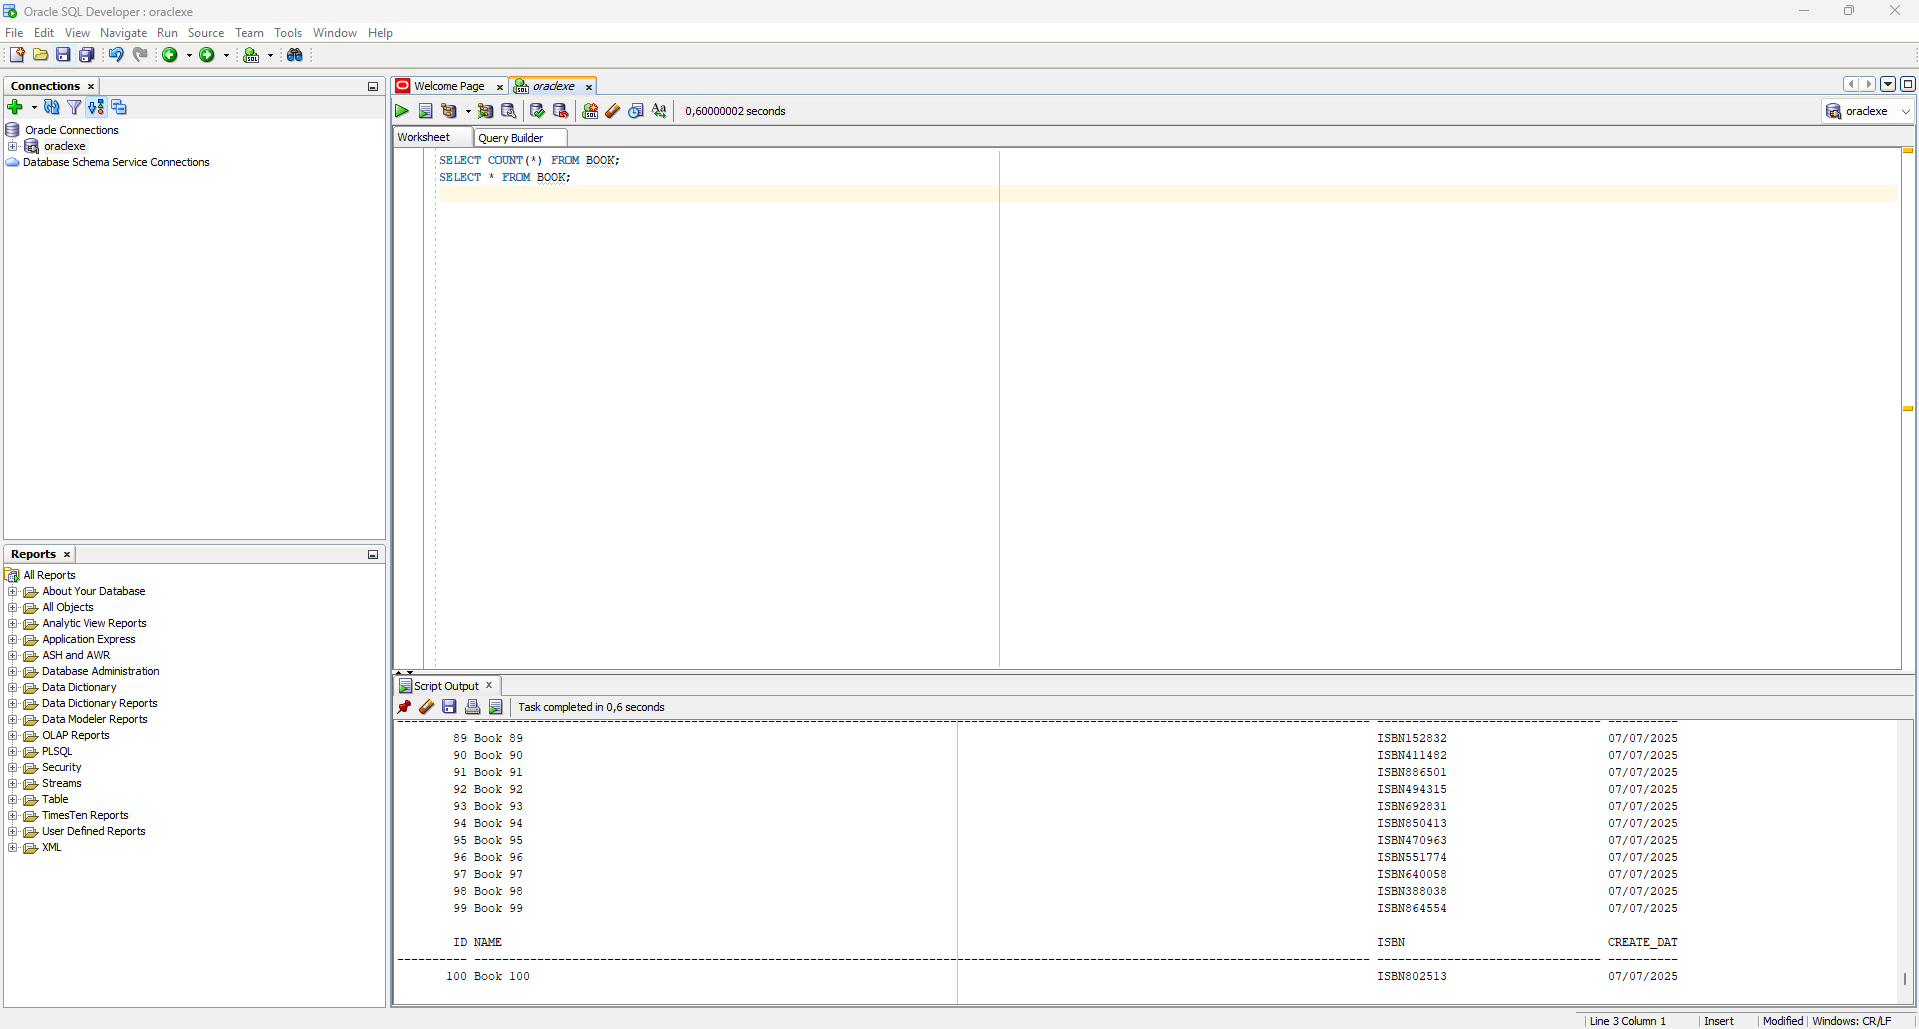 Oracle SQL Developer : oraclexe
File Edit View Navigate Run Source Team Tools Window Help
Connections
Oracle Connections
oraclexe
Database Schema Service Connections
Reports
All Reports
About Your Database
All Objects
Analytic View Reports
Application Express
ASH and AWR
Database Administration
Data Dictionary
Data Dictionary Reports
Data Modeler Reports
OLAP Reports
PLSQL
Security
Streams
Table
TimesTen Reports
User Defined Reports
XML
Welcome Page oraclexe
0,60000002 seconds
oraclexe
Worksheet Query Builder
SELECT COUNT(*) FROM BOOK;
SELECT * FROM BOOK;
Script Output
Task completed in 0,6 seconds
89 Book 89 ISBN152832 07/07/2025
90 Book 90 ISBN411482 07/07/2025
91 Book 91 ISBN886501 07/07/2025
92 Book 92 ISBN494315 07/07/2025
93 Book 93 ISBN692831 07/07/2025
94 Book 94 ISBN850413 07/07/2025
95 Book 95 ISBN470963 07/07/2025
96 Book 96 ISBN551774 07/07/2025
97 Book 97 ISBN640058 07/07/2025
98 Book 98 ISBN388038 07/07/2025
99 Book 99 ISBN864554 07/07/2025
ID NAME ISBN CREATE_DAT
100 Book 100 ISBN802513 07/07/2025
Line 3 Column 1 Insert Modified Windows: CR/LF